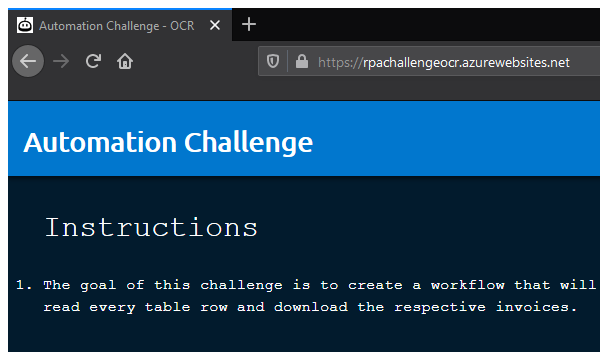 Automation Challenge - OCR
https://rpachallengeocr.azurewebsites.net
Automation Challenge
Instructions
1. The goal of this challenge is to create a workflow that will
read every table row and download the respective invoices.